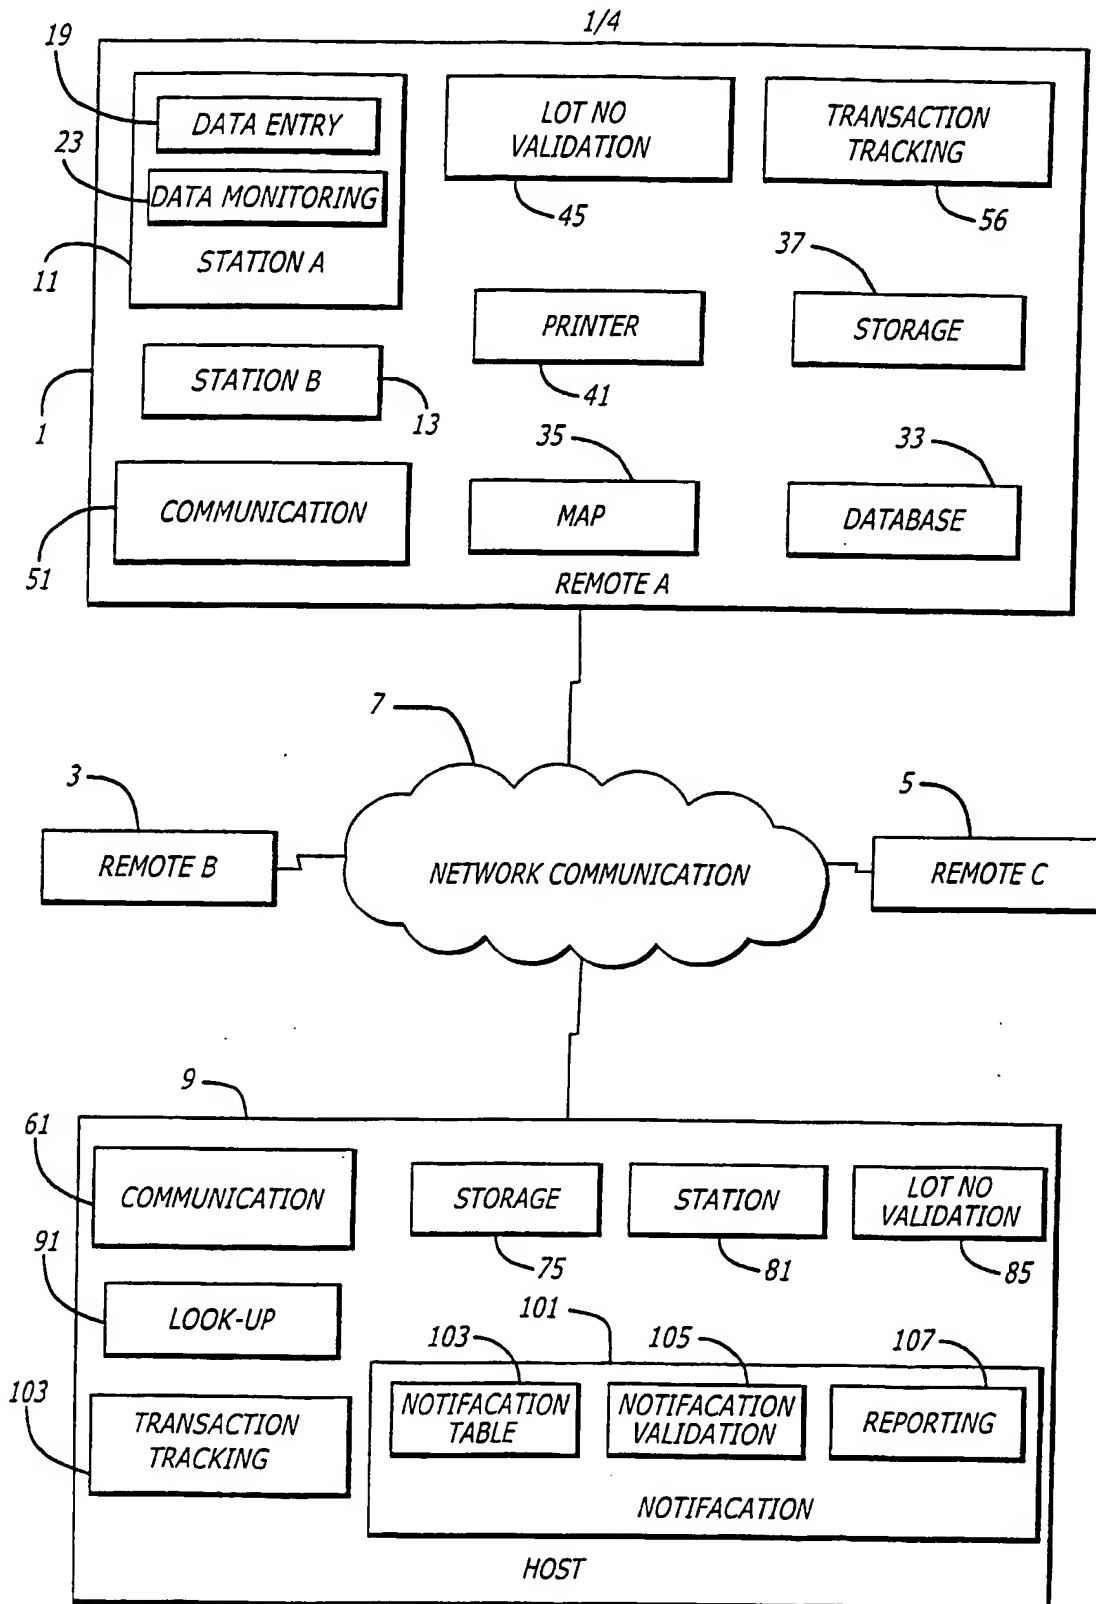 1/4
19
DATA ENTRY
LOT NO
VALIDATION
TRANSACTION
TRACKING
23
DATA MONITORING
45
56
STATION A
11
37
PRINTER
STORAGE
STATION B
41
1
13
35
33
COMMUNICATION
MAP
DATABASE
51
REMOTE A
7
3
5
REMOTE B
NETWORK COMMUNICATION
REMOTE C
9
61
COMMUNICATION
STORAGE
STATION
LOT NO
VALIDATION
91
75
81
85
LOOK-UP
101
103
105
107
103
TRANSACTION
TRACKING
NOTIFACATION
TABLE
NOTIFACATION
VALIDATION
REPORTING
NOTIFACATION
HOST